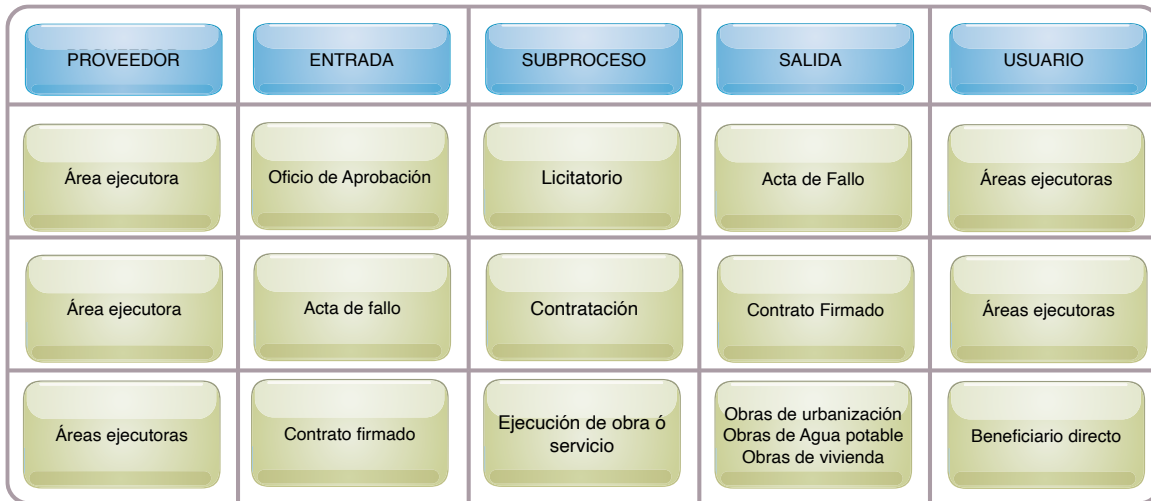 PROVEEDOR
ENTRADA
SUBPROCESO
SALIDA
USUARIO
Área ejecutora
Oficio de Aprobación
Licitatorio
Acta de Fallo
Áreas ejecutoras
Área ejecutora
Acta de fallo
Contratación
Contrato Firmado
Áreas ejecutoras
Áreas ejecutoras
Contrato firmado
Ejecución de obra ó
servicio
Obras de urbanización
Obras de Agua potable
Obras de vivienda
Beneficiario directo